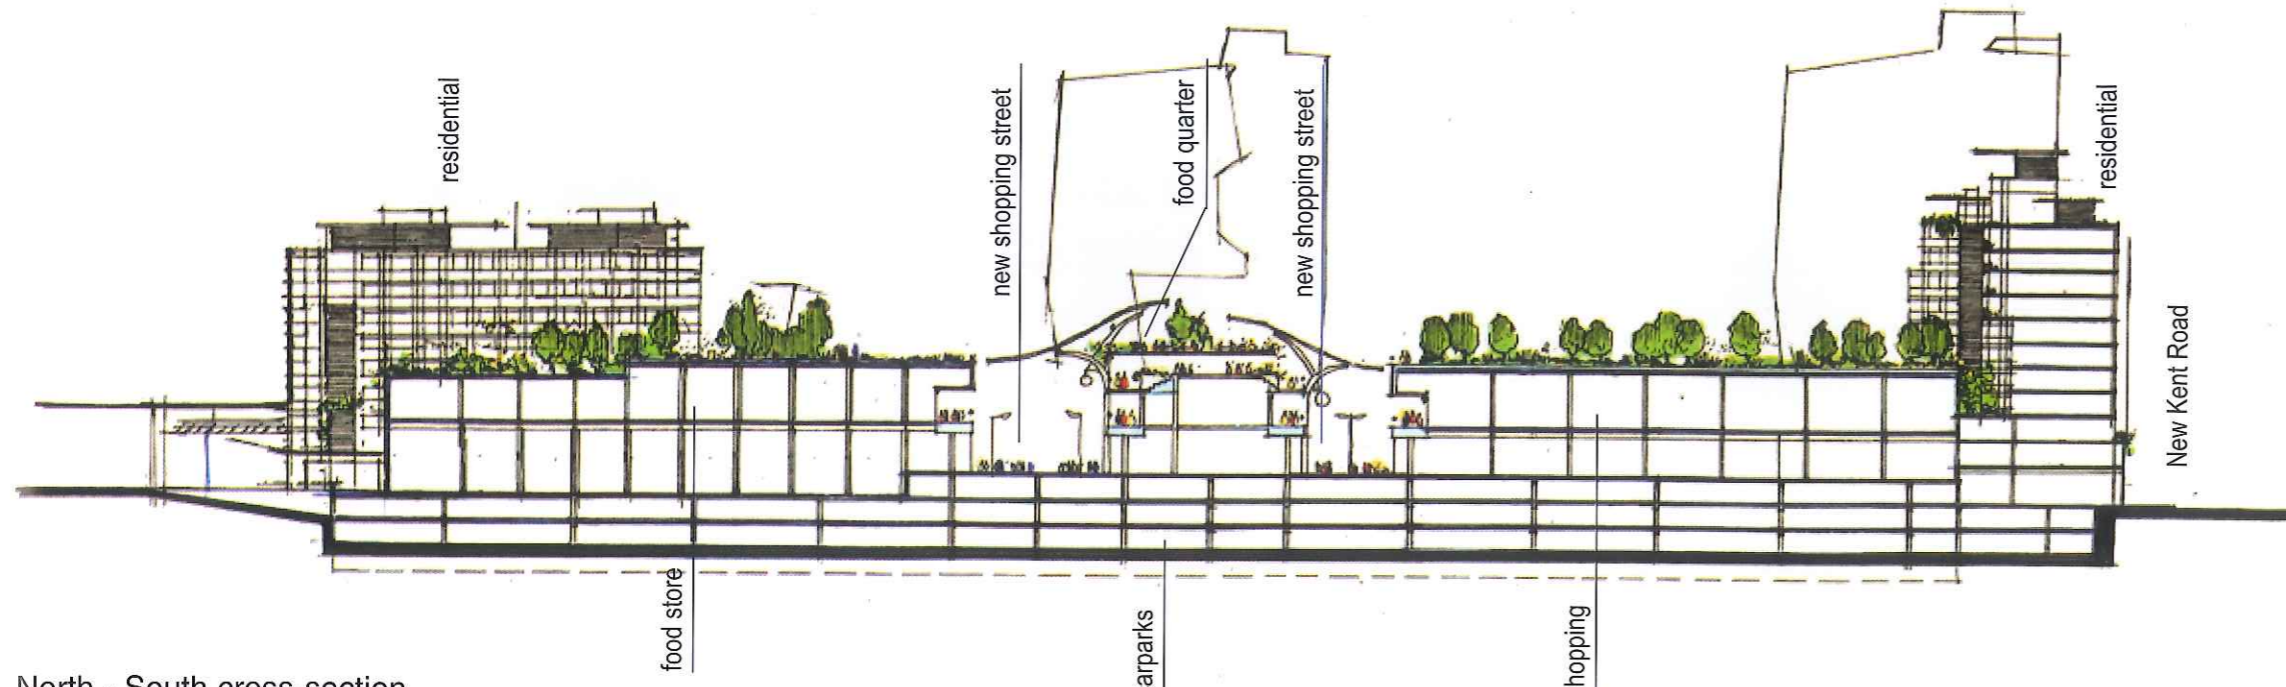 residential
new shopping street
food quarter
new shopping street
residential
New Kent Road
food store
arparks
hopping
North - South cross-section